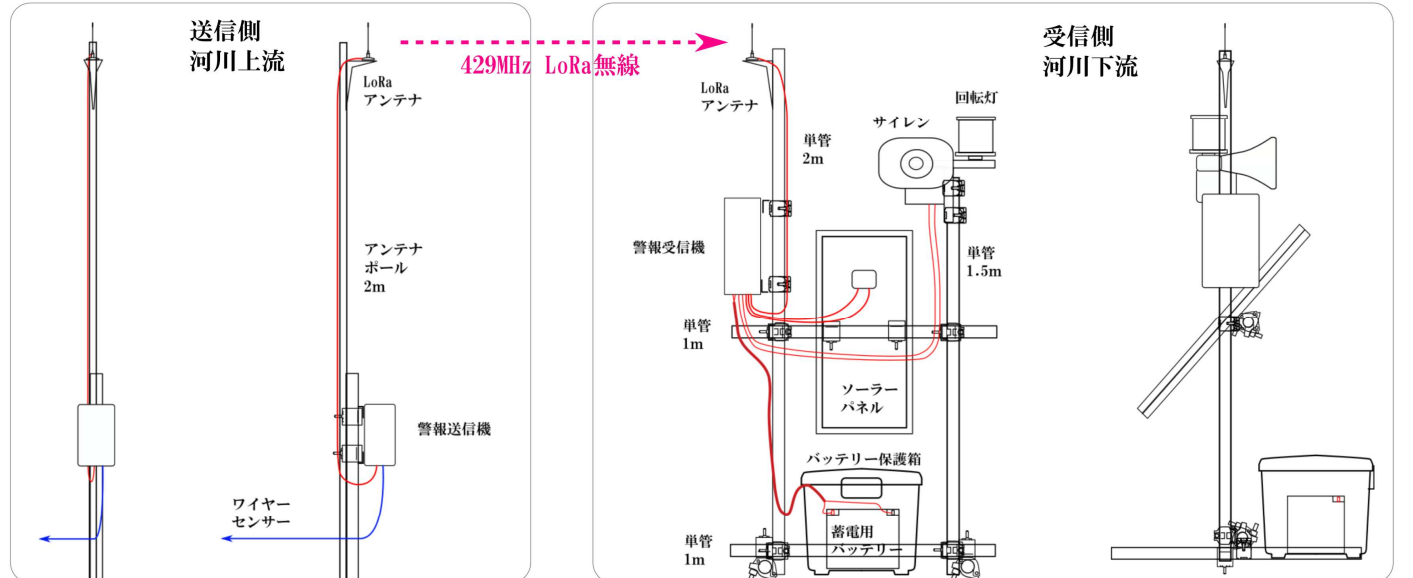 送信側
河川上流
LoRa
アンテナ
アンテナ
ポール
2m
警報送信機
ワイヤー
センサー
429MHz LoRa無線
受信側
河川下流
LoRa
アンテナ
単管
2m
サイレン
回転灯
警報受信機
単管
1.5m
単管
1m
ソーラー
パネル
バッテリー保護箱
蓄電用
バッテリー
単管
1m